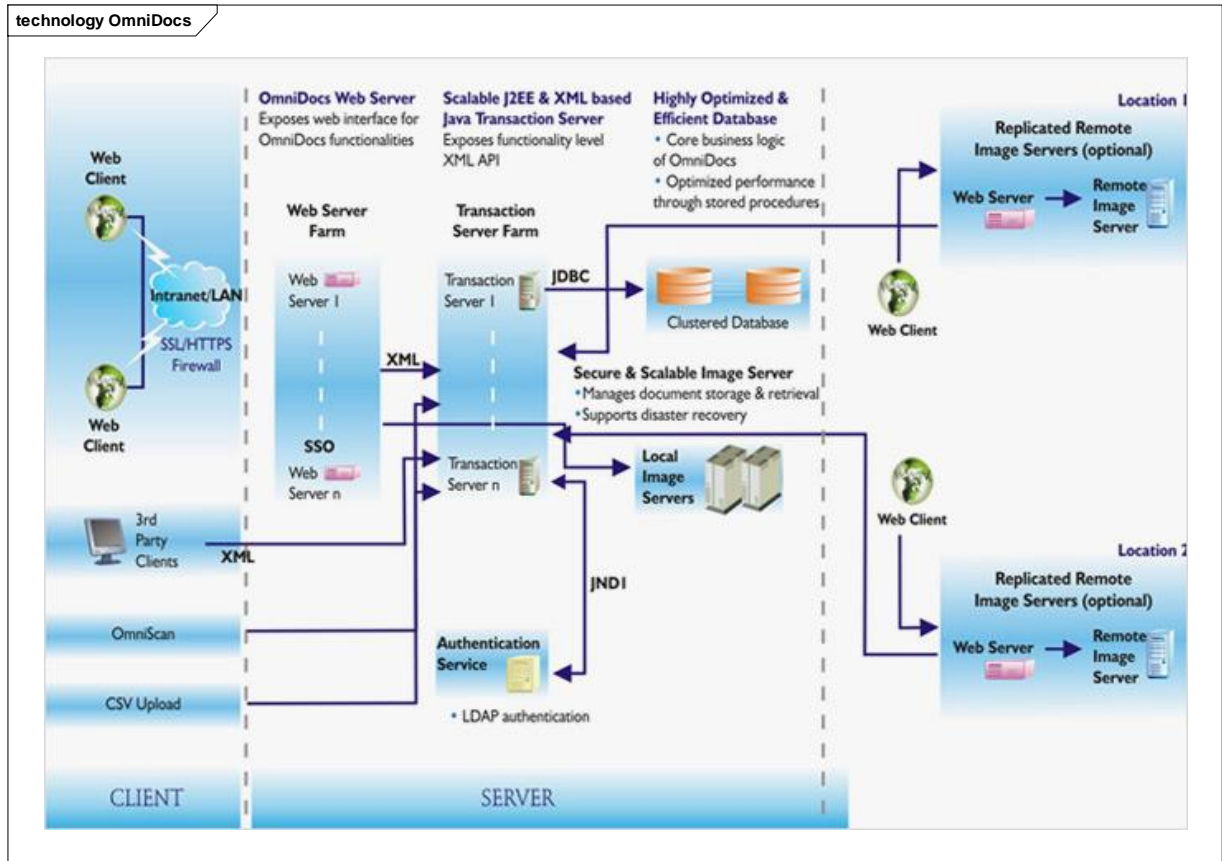 technology OmniDocs
OmniDocs Web Server
Exposes web interface for
OmniDocs functionalities
Scalable J2EE & XML based
Java Transaction Server
Exposes functionality level
XML API
Highly Optimized &
Efficient Database
• Core business logic
of OmniDocs
• Optimized performance
through stored procedures
Web
Client
Intranet/LAN
SSL/HTTPS
Firewall
Web
Client
3rd
Party
Clients
XML
OmniScan
CSV Upload
CLIENT
Web Server
Farm
Web
Server 1
SSO
Web
Server n
XML
Transaction
Server Farm
Transaction
Server 1
Transaction
Server n
JDBC
Clustered Database
Secure & Scalable Image Server
•Manages document storage & retrieval
•Supports disaster recovery
Local
Image
Servers
JNDI
Authentication
Service
• LDAP authentication
SERVER
Location 1
Replicated Remote
Image Servers (optional)
Web Server
Remote
Image
Server
Web Client
Web Client
Location 2
Replicated Remote
Image Servers (optional)
Web Server
Remote
Image
Server